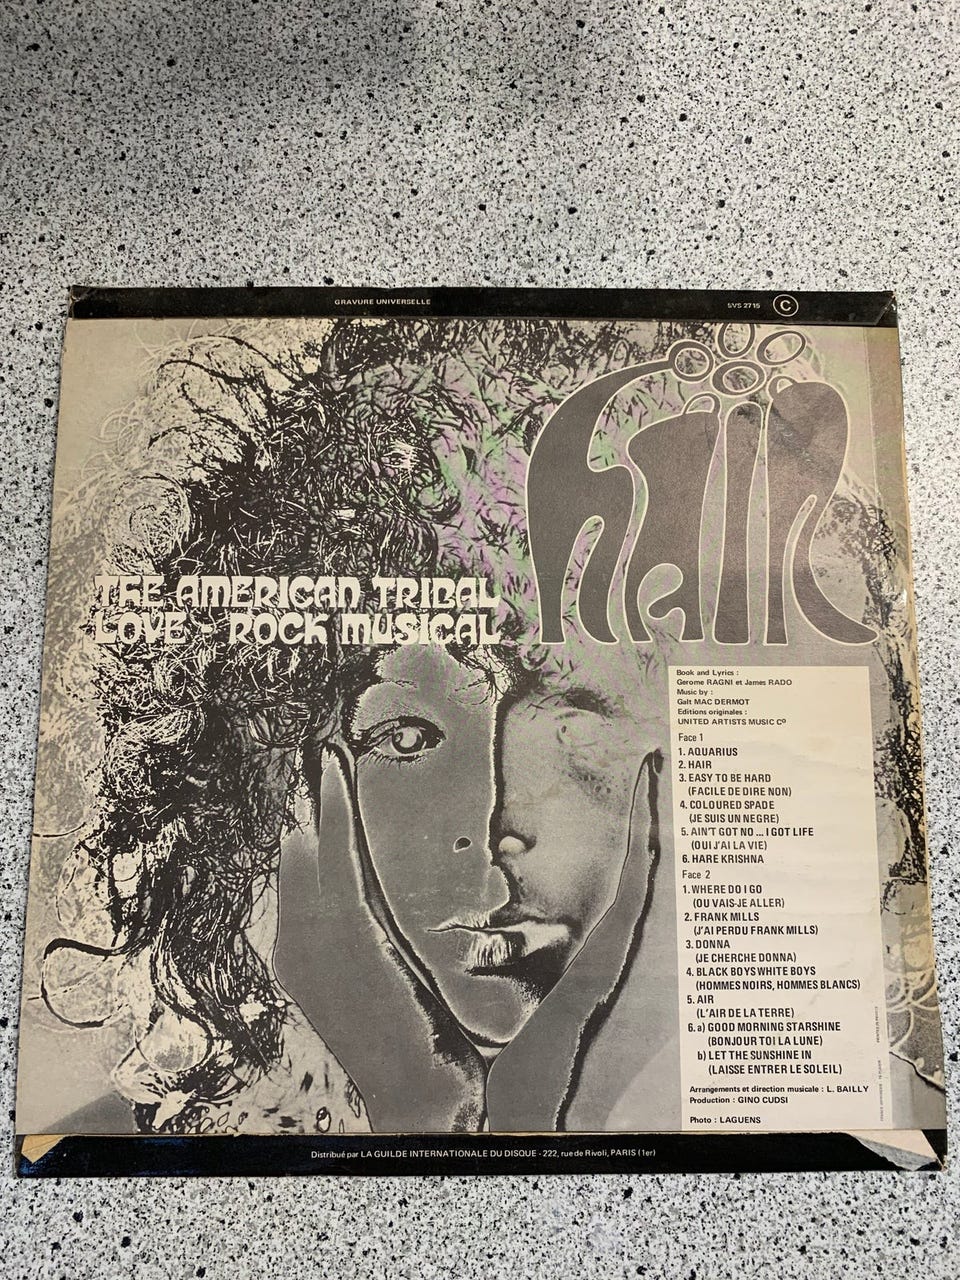 GRAVURE UNIVERSELLE
SVS 2715 C
hair
THE AMERICAN TRIBAL
LOVE - ROCK MUSICAL
Book and Lyrics :
Gerome RAGNI et James RADO
Music by :
Galt MAC DERMOT
Editions originales :
UNITED ARTISTS MUSIC Cº
Face 1
1. AQUARIUS
2. HAIR
3. EASY TO BE HARD
(FACILE DE DIRE NON)
4. COLOURED SPADE
(JE SUIS UN NEGRE)
5. AIN'T GOT NO ... I GOT LIFE
(OUI J'AI LA VIE)
6. HARE KRISHNA
Face 2
1. WHERE DO I GO
(OU VAIS-JE ALLER)
2. FRANK MILLS
(J'AI PERDU FRANK MILLS)
3. DONNA
(JE CHERCHE DONNA)
4. BLACK BOYS WHITE BOYS
(HOMMES NOIRS, HOMMES BLANCS)
5. AIR
(L'AIR DE LA TERRE)
6. a) GOOD MORNING STARSHINE
(BONJOUR TOI LA LUNE)
b) LET THE SUNSHINE IN
(LAISSE ENTRER LE SOLEIL)
Arrangements et direction musicale : L. BAILLY
Production : GINO CUDSI
Photo : LAGUENS
Distribué par LA GUILDE INTERNATIONALE DU DISQUE - 222, rue de Rivoli, PARIS (1er)